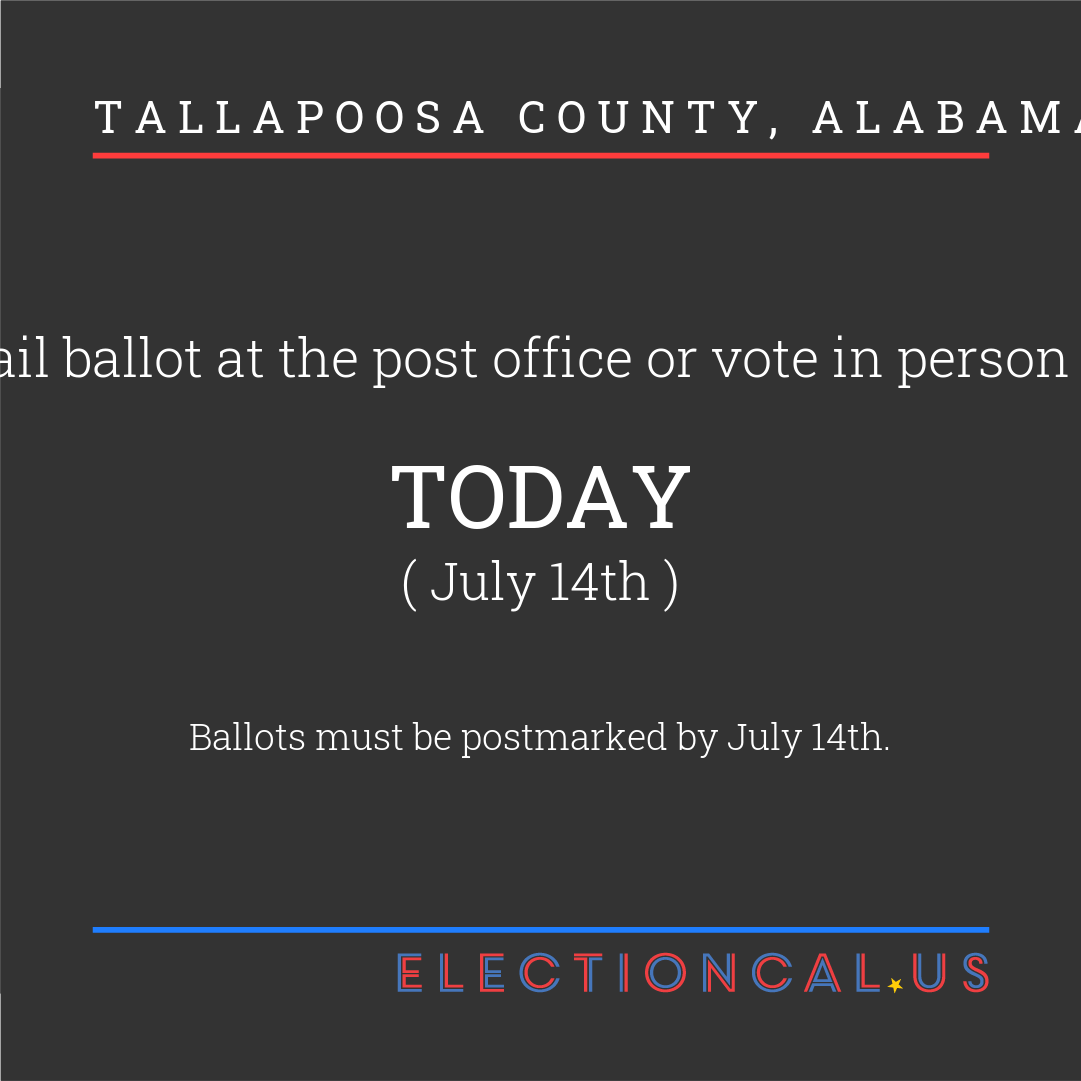 TALLAPOOSA COUNTY, ALABAMA
ail ballot at the post office or vote in person
TODAY
( July 14th )
Ballots must be postmarked by July 14th.
ELECTIONCAL.US